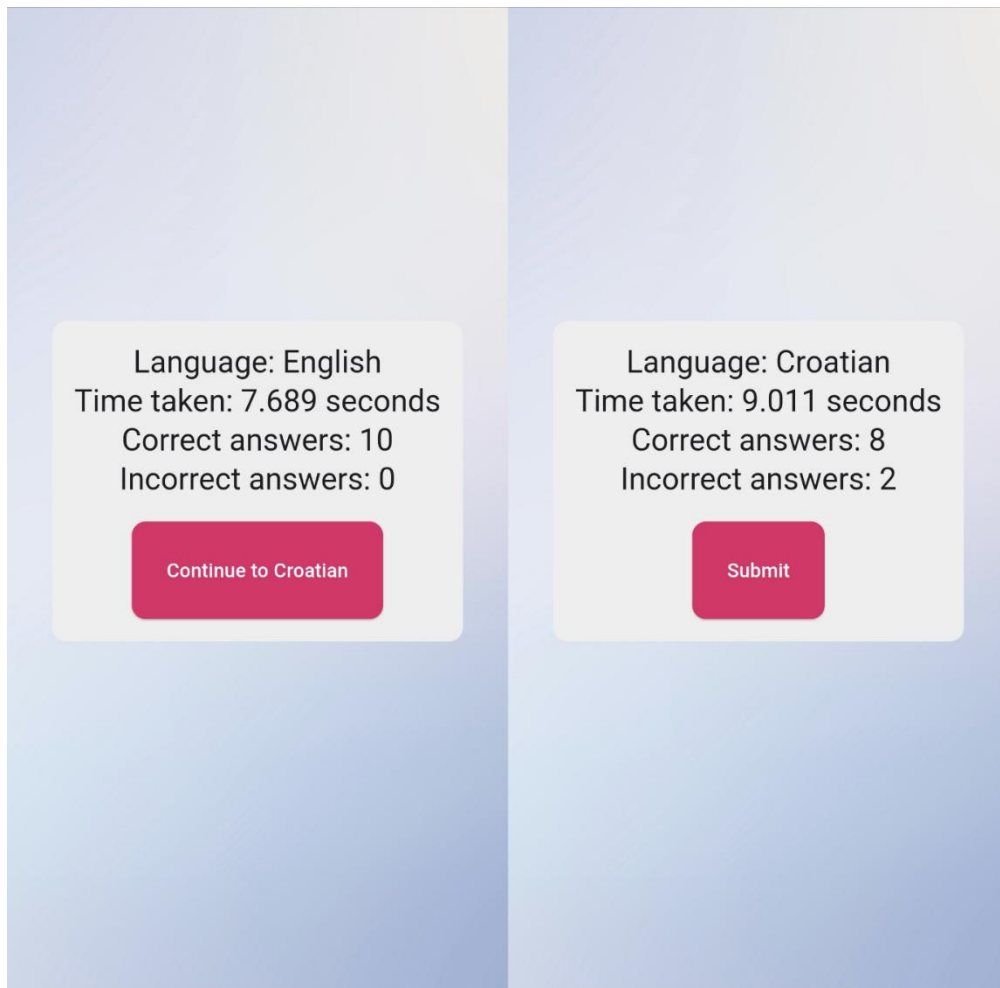 Language: English
Time taken: 7.689 seconds
Correct answers: 10
Incorrect answers: 0
Continue to Croatian
Language: Croatian
Time taken: 9.011 seconds
Correct answers: 8
Incorrect answers: 2
Submit